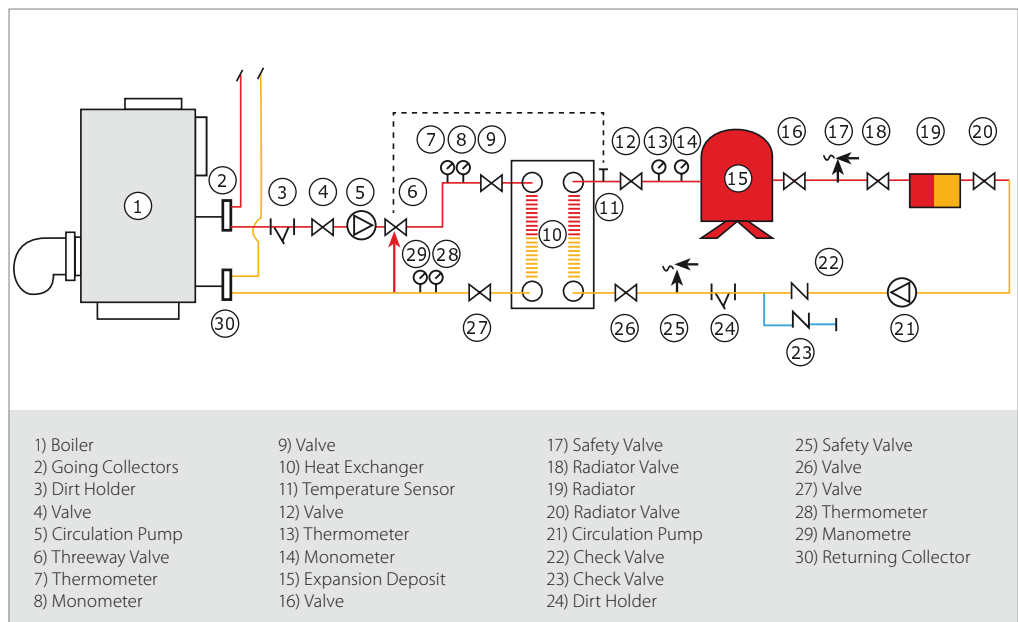 7
8
9
12
13
14
16
17
18
19
20
2
3
4
5
6
1
15
11
10
29
28
22
30
27
26
25
24
21
23
1) Boiler
2) Going Collectors
3) Dirt Holder
4) Valve
5) Circulation Pump
6) Threeway Valve
7) Thermometer
8) Monometer
9) Valve
10) Heat Exchanger
11) Temperature Sensor
12) Valve
13) Thermometer
14) Monometer
15) Expansion Deposit
16) Valve
17) Safety Valve
18) Radiator Valve
19) Radiator
20) Radiator Valve
21) Circulation Pump
22) Check Valve
23) Check Valve
24) Dirt Holder
25) Safety Valve
26) Valve
27) Valve
28) Thermometer
29) Manometre
30) Returning Collector